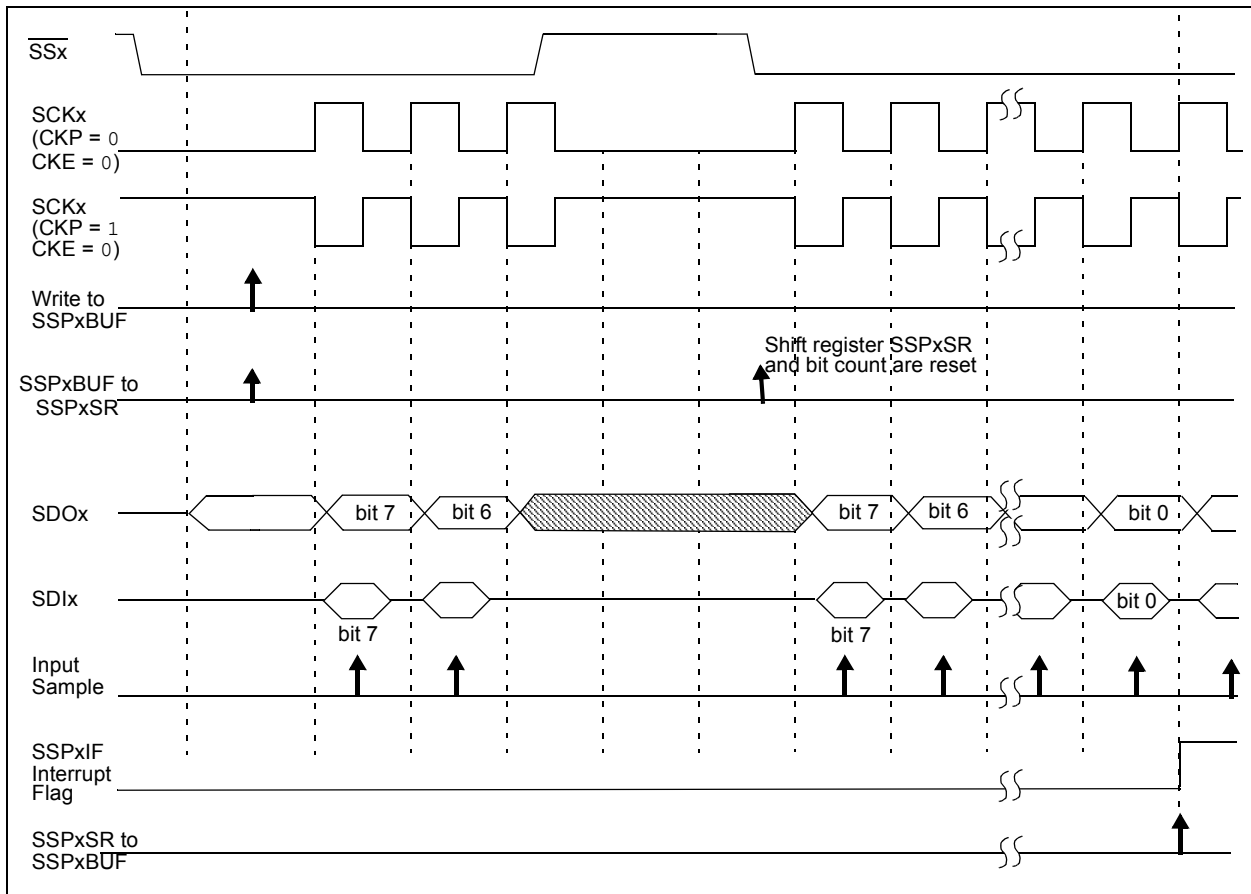 SSx
SCKx
(CKP = 0
CKE = 0)
SCKx
(CKP = 1
CKE = 0)
Write to
SSPxBUF
Shift register SSPxSR
and bit count are reset
SSPxBUF to
SSPxSR
SDOx
bit 7
bit 6
bit 7
bit 6
bit 0
SDIx
bit 0
bit 7
bit 7
Input
Sample
SSPxIF
Interrupt
Flag
SSPxSR to
SSPxBUF